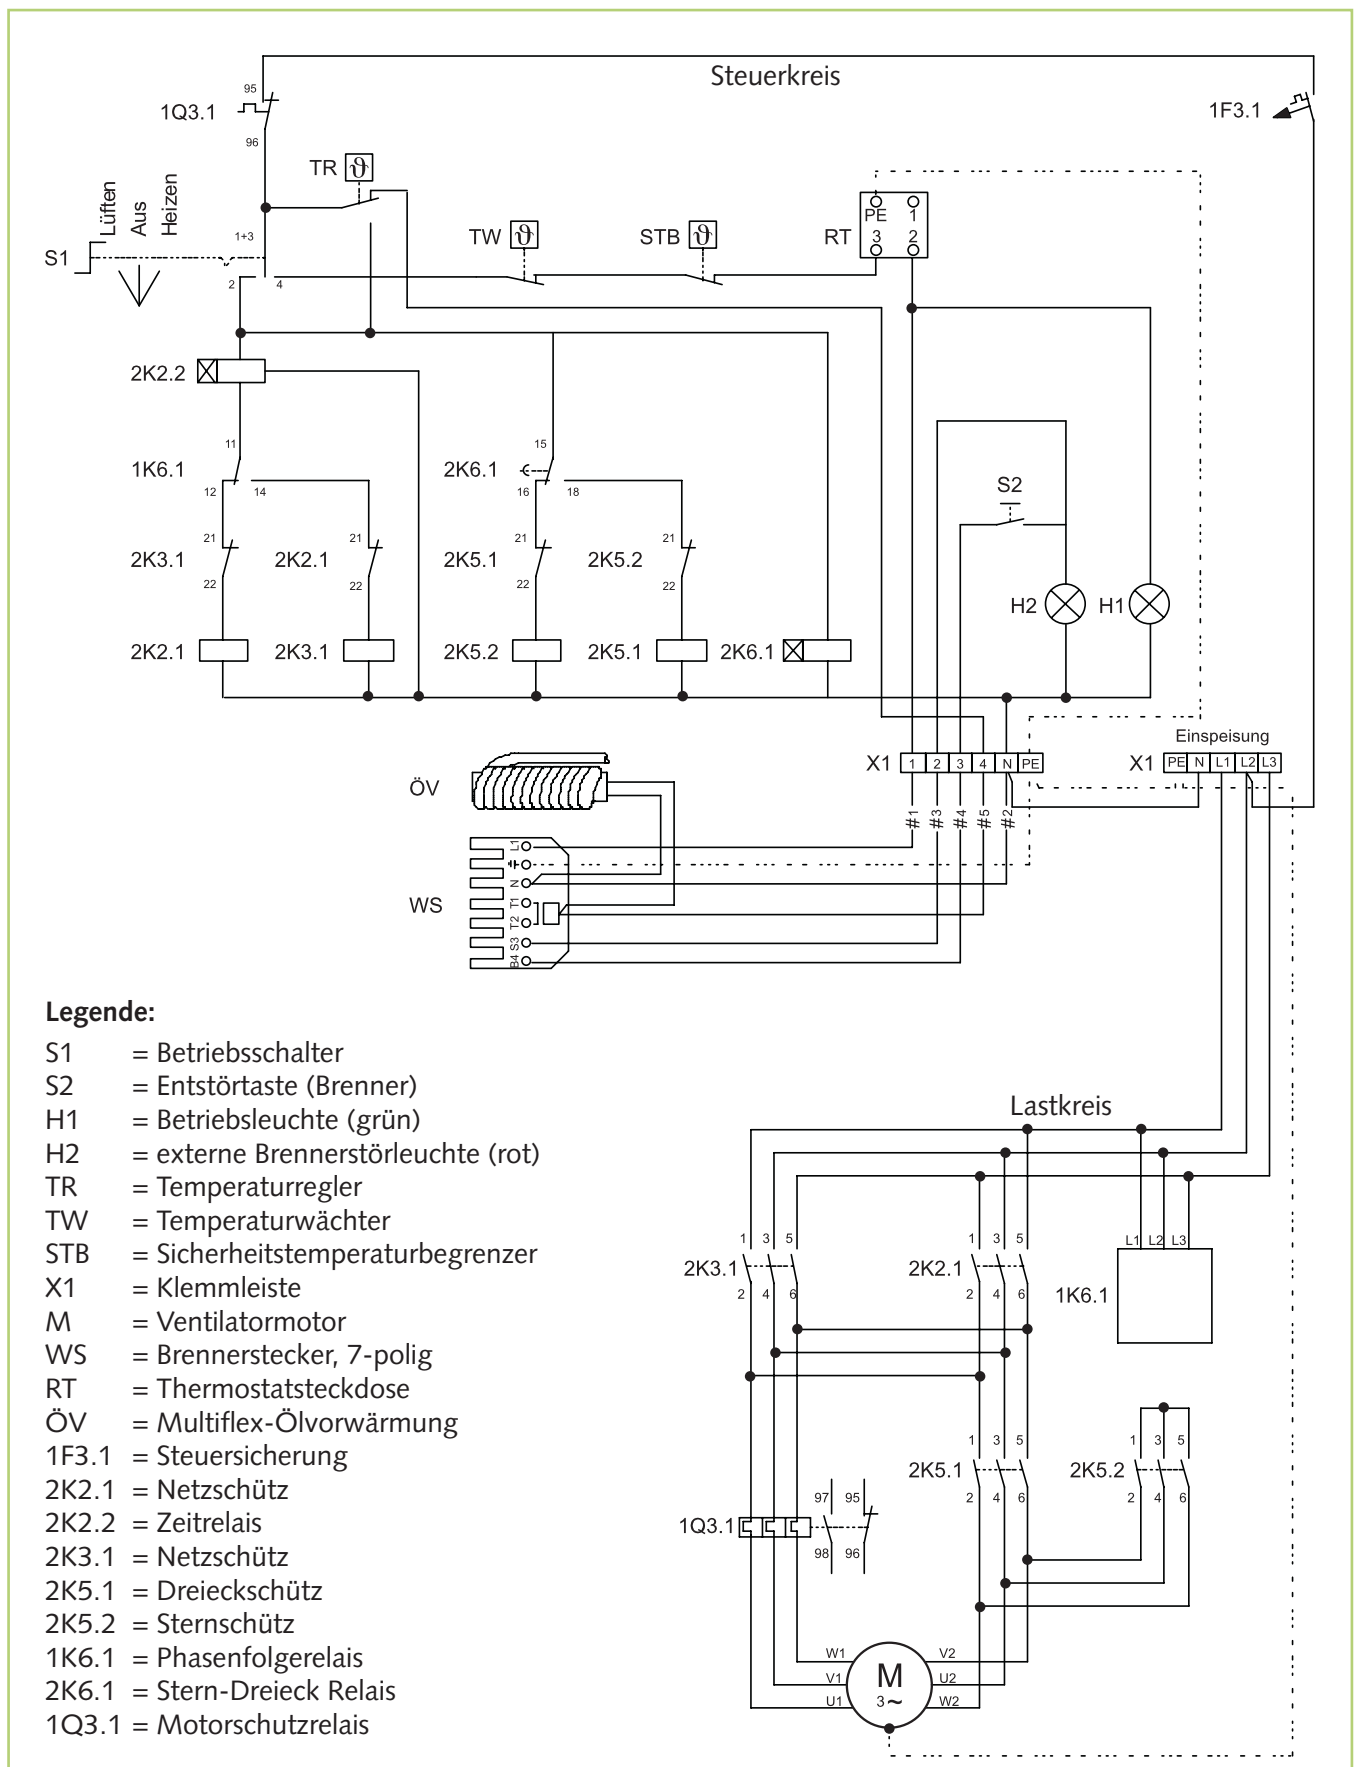 Steuerkreis
95
1Q3.1
1F3.1
96
TR ϑ
Lüften
Aus
Heizen
PE 1
1+3
TW ϑ
STB ϑ
RT
3 2
S1
2 4
2K2.2
11 15
1K6.1 2K6.1
S2
12 14 16 18
21 21 21 21
2K3.1 2K2.1 2K5.1 2K5.2
22 22 22 22
H2 H1
2K2.1 2K3.1 2K5.2 2K5.1 2K6.1
Einspeisung
X1 1 2 3 4 N PE
X1 PE N L1 L2 L3
ÖV
#1 #3 #4 #5 #2
WS
L1
N
T1
T2
S3
B4
Legende:
S1 = Betriebsschalter
S2 = Entstörtaste (Brenner)
H1 = Betriebsleuchte (grün)
H2 = externe Brennerstörleuchte (rot)
TR = Temperaturregler
TW = Temperaturwächter
STB = Sicherheitstemperaturbegrenzer
X1 = Klemmleiste
M = Ventilatormotor
WS = Brennerstecker, 7-polig
RT = Thermostatsteckdose
ÖV = Multiflex-Ölvorwärmung
1F3.1 = Steuersicherung
2K2.1 = Netzschütz
2K2.2 = Zeitrelais
2K3.1 = Netzschütz
2K5.1 = Dreieckschütz
2K5.2 = Sternschütz
1K6.1 = Phasenfolgerelais
2K6.1 = Stern-Dreieck Relais
1Q3.1 = Motorschutzrelais
Lastkreis
1 3 5 1 3 5 L1 L2 L3
2K3.1 2K2.1
1K6.1
2 4 6 2 4 6
1 3 5 1 3 5
2K5.1 2K5.2
2 4 6 2 4 6
97 95
1Q3.1
98 96
W1 V2
V1 M U2
U1 3~ W2